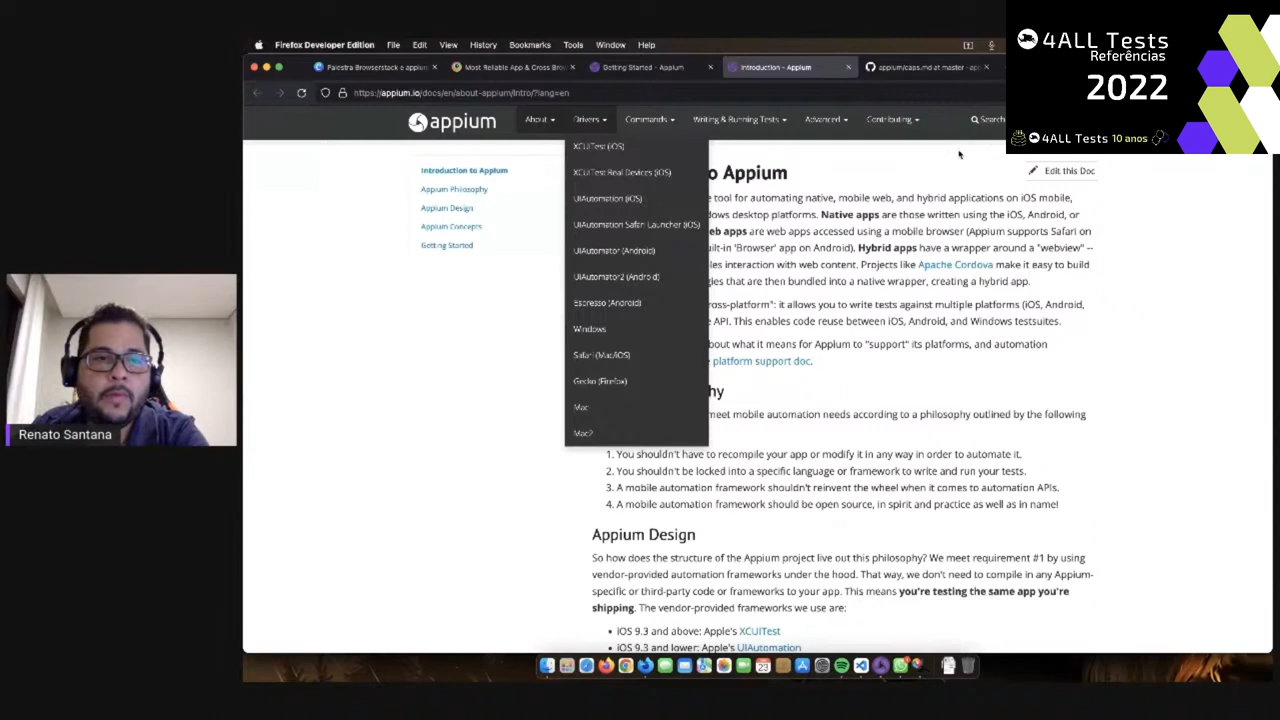 4ALL Tests
Referências
2022
4ALL Tests 10 anos
Firefox Developer Edition File Edit View History Bookmarks Tools Window Help
Palestra Browserstack e appiun
Most Reliable App & Cross Bro
Getting Started - Appium
Introduction - Appium
appium/caps.md at master · ap
https://appium.io/docs/en/about-appium/intro/?lang=en
appium
About Drivers Commands Writing & Running Tests Advanced Contributing Search
Introduction to Appium
Appium Philosophy
Appium Design
Appium Concepts
Getting Started
XCUITest (iOS)
XCUITest Real Devices (iOS)
UIAutomation (iOS)
UIAutomation Safari Launcher (iOS)
UIAutomator (Android)
UIAutomator2 (Android)
Espresso (Android)
Windows
Safari (Mac/iOS)
Gecko (Firefox)
Mac
Mac2
o Appium
Edit this Doc
e tool for automating native, mobile web, and hybrid applications on iOS mobile,
dows desktop platforms. Native apps are those written using the iOS, Android, or
eb apps are web apps accessed using a mobile browser (Appium supports Safari on
uilt-in 'Browser' app on Android). Hybrid apps have a wrapper around a "webview" --
les interaction with web content. Projects like Apache Cordova make it easy to build
gies that are then bundled into a native wrapper, creating a hybrid app.
ross-platform": it allows you to write tests against multiple platforms (iOS, Android,
e API. This enables code reuse between iOS, Android, and Windows testsuites.
bout what it means for Appium to "support" its platforms, and automation
e platform support doc.
hy
meet mobile automation needs according to a philosophy outlined by the following
1. You shouldn't have to recompile your app or modify it in any way in order to automate it.
2. You shouldn't be locked into a specific language or framework to write and run your tests.
3. A mobile automation framework shouldn't reinvent the wheel when it comes to automation APIs.
4. A mobile automation framework should be open source, in spirit and practice as well as in name!
Appium Design
So how does the structure of the Appium project live out this philosophy? We meet requirement #1 by using
vendor-provided automation frameworks under the hood. That way, we don't need to compile in any Appium-
specific or third-party code or frameworks to your app. This means you're testing the same app you're
shipping. The vendor-provided frameworks we use are:
• iOS 9.3 and above: Apple's XCUITest
• iOS 9.3 and lower: Apple's UIAutomation
Renato Santana
23